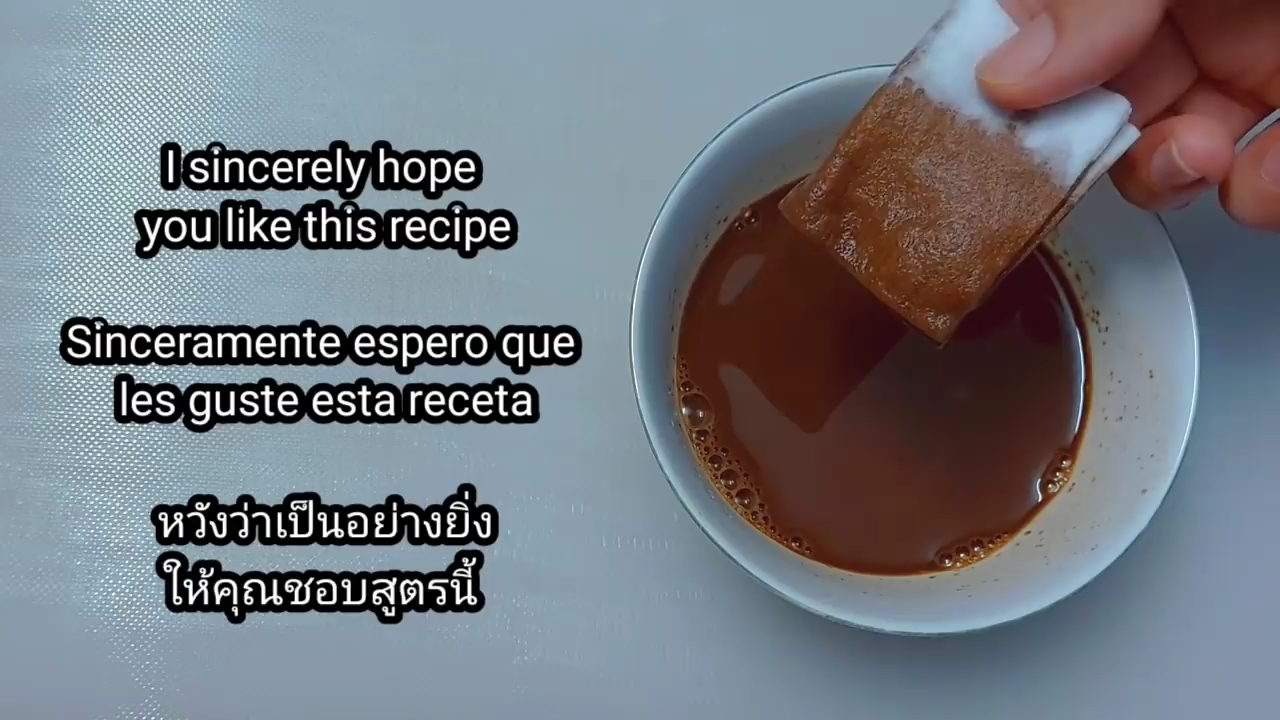 I sincerely hope
you like this recipe
Sinceramente espero que
les guste esta receta
หวังว่าเป็นอย่างยิ่ง
ให้คุณชอบสูตรนี้